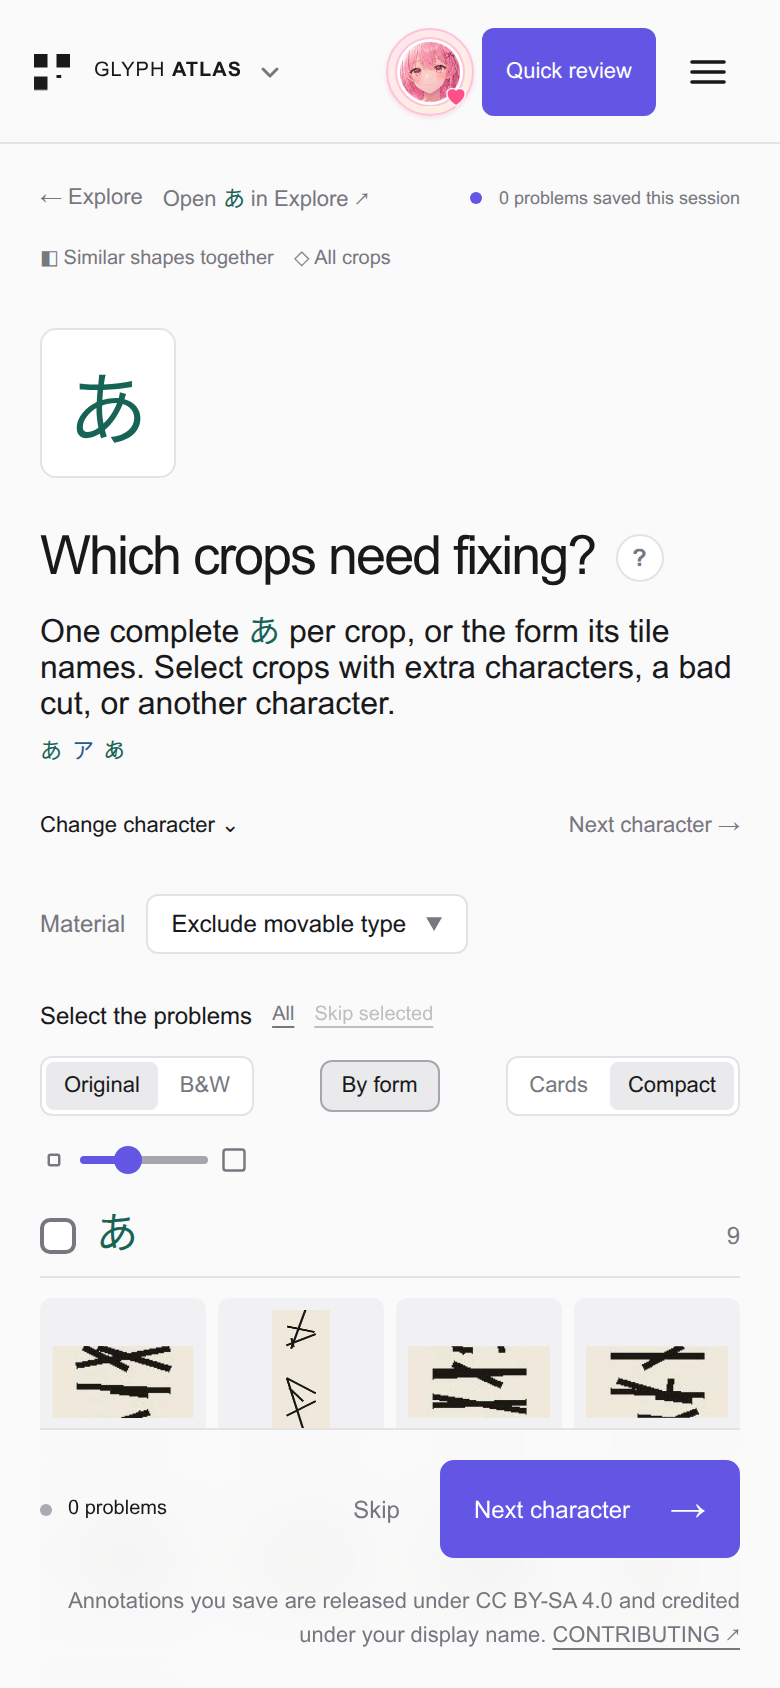 GLYPH ATLAS
Quick review
← Explore Open あ in Explore ↗
0 problems saved this session
Similar shapes together All crops
あ
Which crops need fixing? ?
One complete あ per crop, or the form its tile
names. Select crops with extra characters, a bad
cut, or another character.
あ ア あ
Change character
Next character →
Material Exclude movable type
Select the problems All Skip selected
Original B&W By form Cards Compact
あ 9
0 problems Skip Next character →
Annotations you save are released under CC BY-SA 4.0 and credited
under your display name. CONTRIBUTING ↗